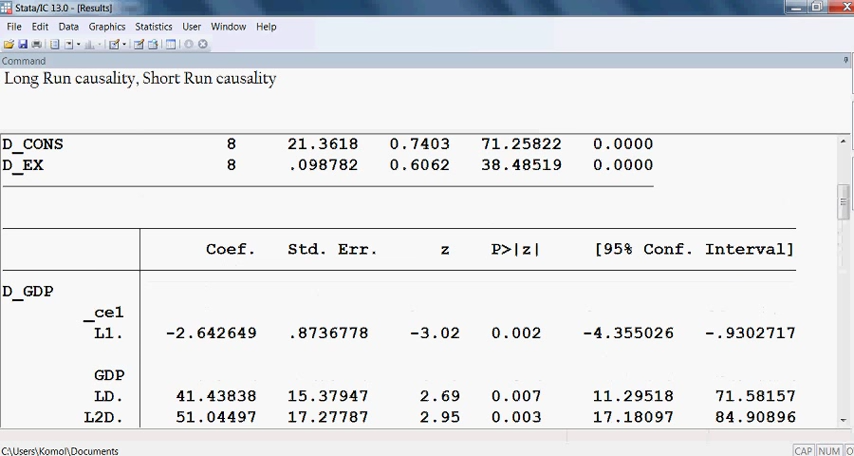 Stata/IC 13.0 - [Results]
File Edit Data Graphics Statistics User Window Help
Command
Long Run causality, Short Run causality
D_CONS 8 21.3618 0.7403 71.25822 0.0000
D_EX 8 .098782 0.6062 38.48519 0.0000
Coef. Std. Err. z P>|z| [95% Conf. Interval]
D_GDP
_ce1
L1. -2.642649 .8736778 -3.02 0.002 -4.355026 -.9302717
GDP
LD. 41.43838 15.37947 2.69 0.007 11.29518 71.58157
L2D. 51.04497 17.27787 2.95 0.003 17.18097 84.90896
C:\Users\Komol\Documents CAP NUM O